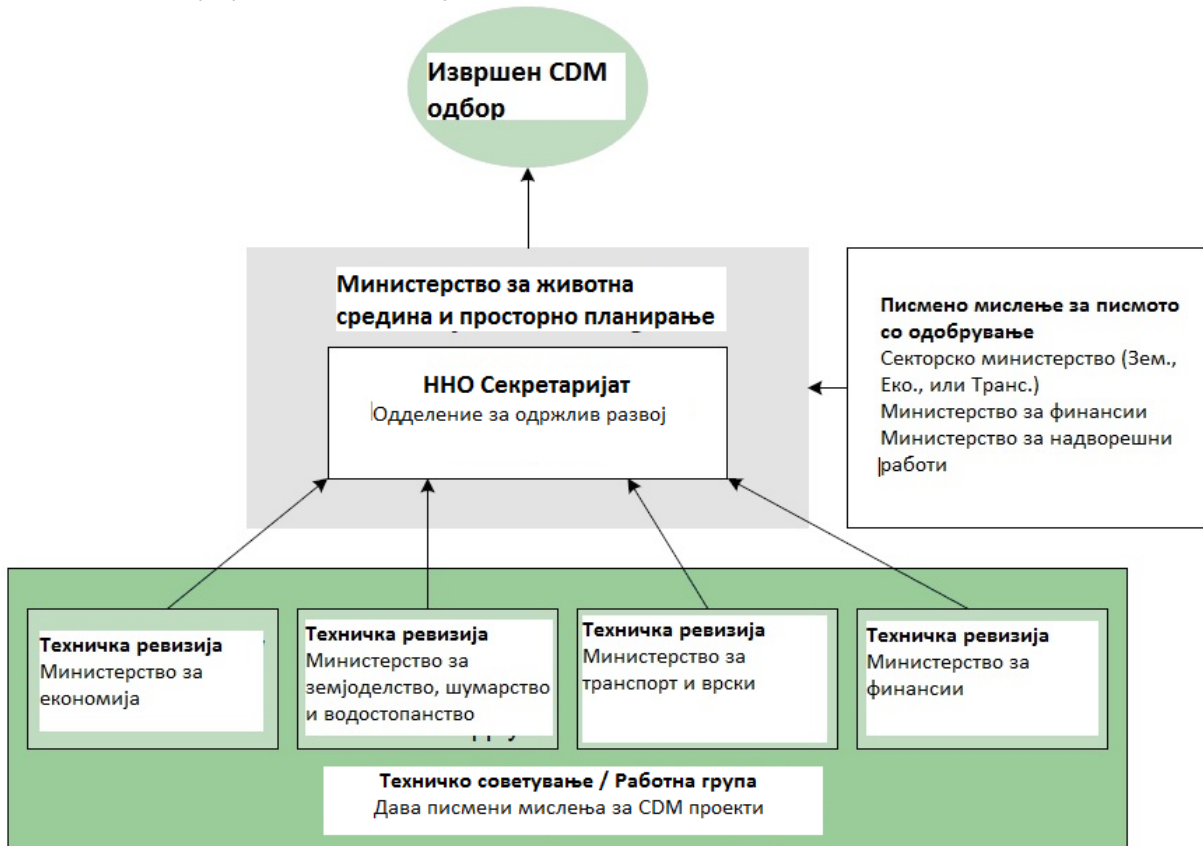 Извршен CDM
одбор
Министерство за животна
средина и просторно планирање
ННО Секретаријат
Одделение за одржлив развој
Писмено мислење за писмото
со одобрување
Секторско министерство (Зем.,
Еко., или Транс.)
Министерство за финансии
Министерство за надворешни
работи
Техничка ревизија
Министерство за
економија
Техничка ревизија
Министерство за
земјоделство, шумарство
и водостопанство
Техничка ревизија
Министерство за
транспорт и врски
Техничка ревизија
Министерство за
финансии
Техничко советување / Работна група
Дава писмени мислења за CDM проекти